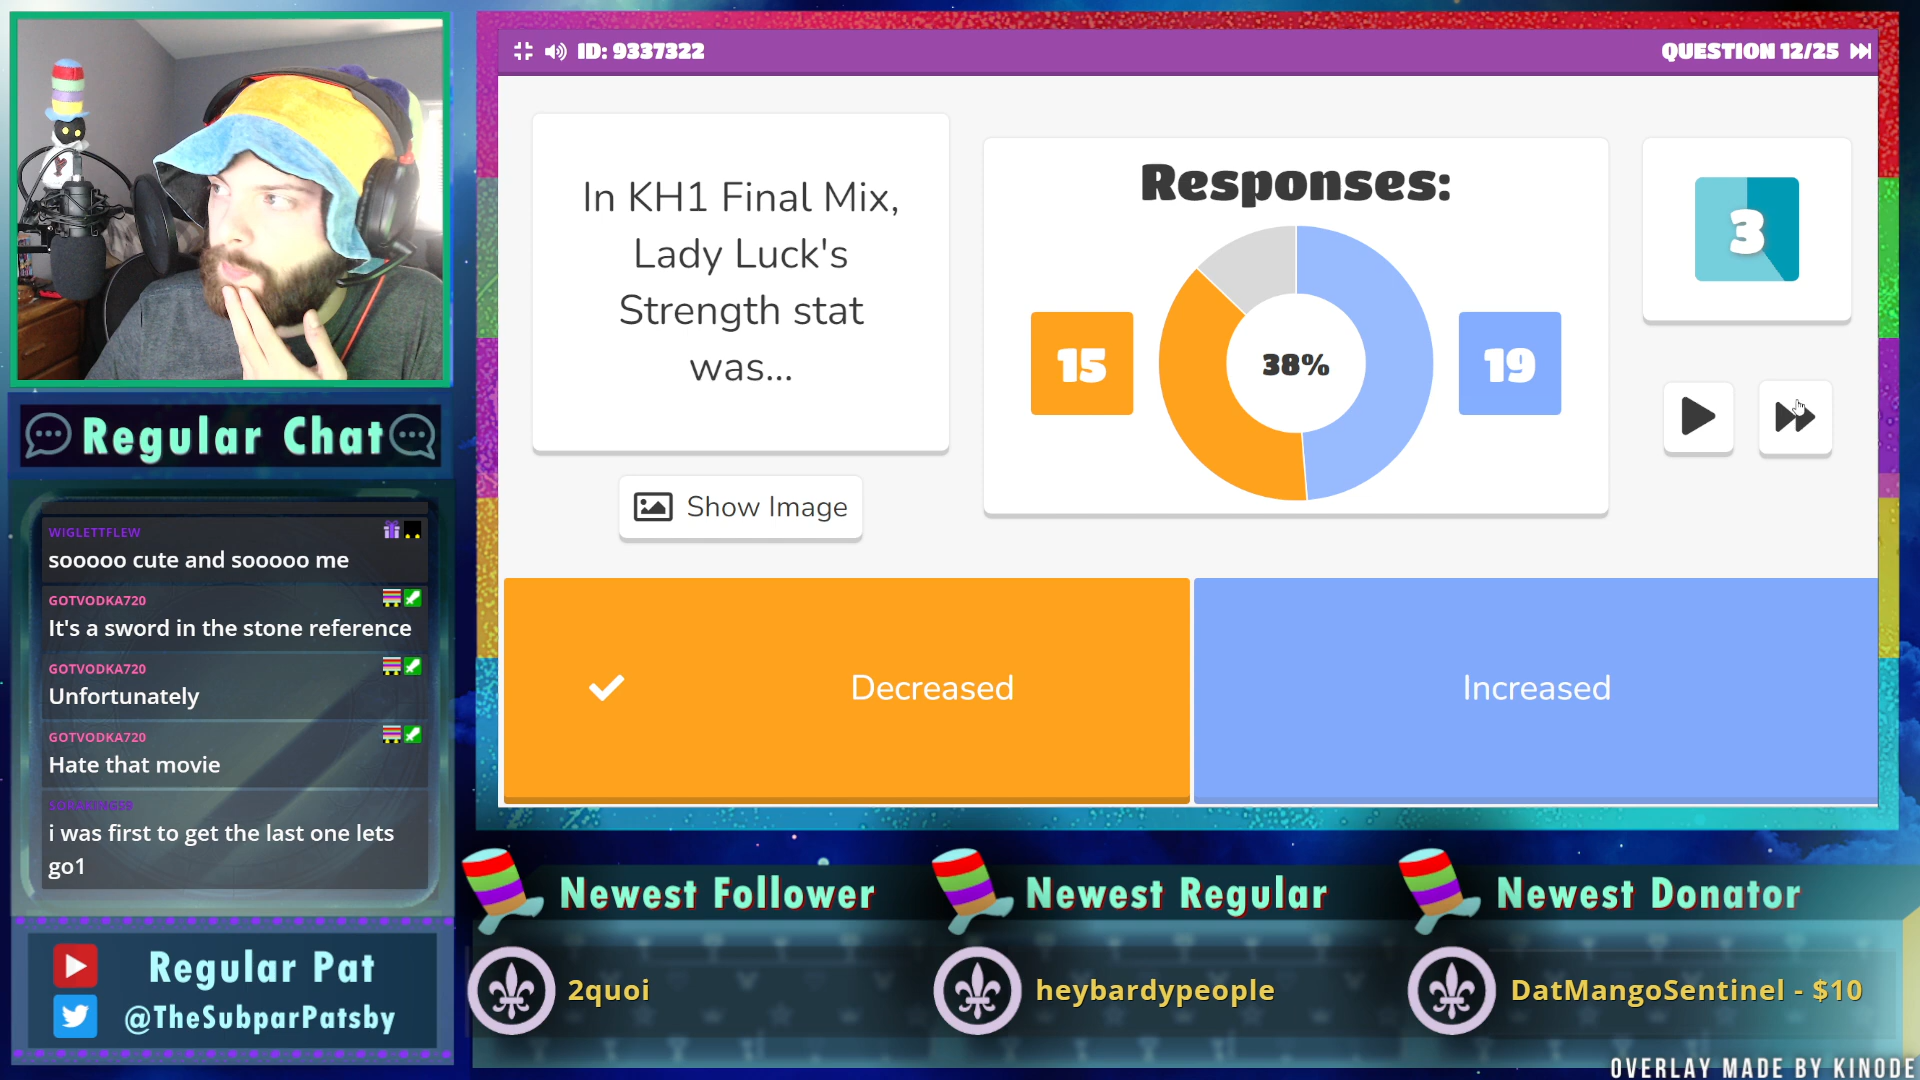 ID: 9337322
QUESTION 12/25
In KH1 Final Mix,
Lady Luck's
Strength stat
was...
Show Image
Responses:
15
38%
19
3
Decreased
Increased
Regular Chat
WIGLETTFLEW
sooooo cute and sooooo me
GOTVODKA720
It's a sword in the stone reference
GOTVODKA720
Unfortunately
GOTVODKA720
Hate that movie
SORAKING59
i was first to get the last one lets
go1
Regular Pat
@TheSubparPatsby
Newest Follower
2quoi
Newest Regular
heybardypeople
Newest Donator
DatMangoSentinel - $10
OVERLAY MADE BY KINODE